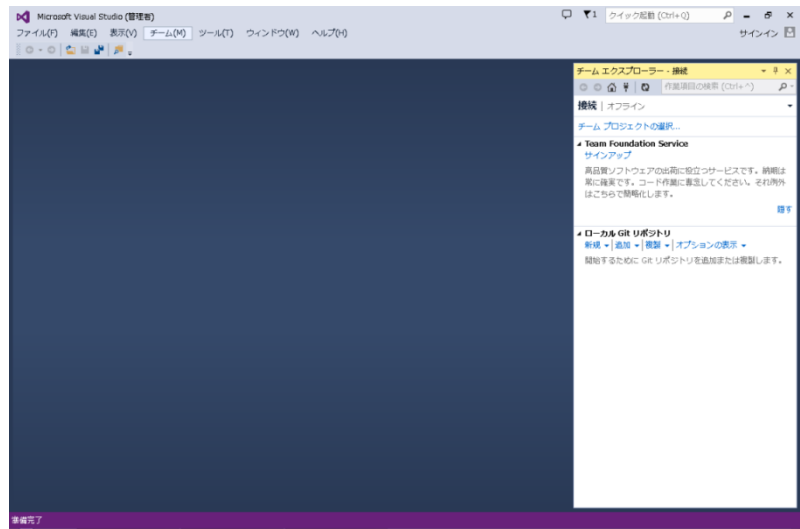 Microsoft Visual Studio (管理者)
1
クイック起動 (Ctrl+Q)
ファイル(F) 編集(E) 表示(V) チーム(M) ツール(T) ウィンドウ(W) ヘルプ(H)
サインイン
チーム エクスプローラー - 接続
作業項目の検索 (Ctrl+^)
接続 | オフライン
チーム プロジェクトの選択...
Team Foundation Service
サインアップ
高品質ソフトウェアの出荷に役立つサービスです。納期は
常に確実です。コード作業に専念してください。それ以外
はこちらで簡略化します。
隠す
ローカル Git リポジトリ
新規 | 追加 | 複製 | オプションの表示
開始するために Git リポジトリを追加または複製します。
準備完了